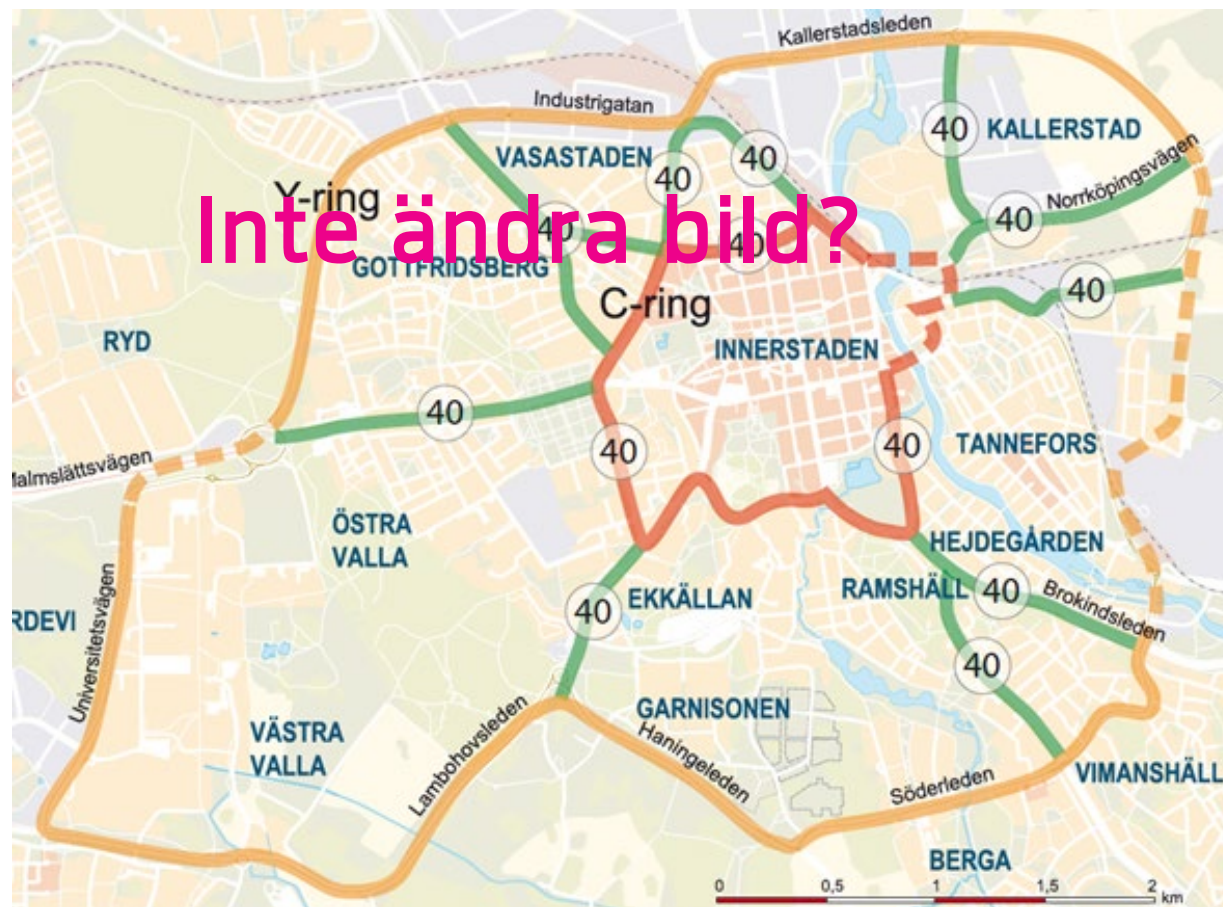 Kallerstadsleden
Industrigatan
40
KALLERSTAD
VASASTADEN
40
40
Norrköpingsvägen
Y-ring
Inte ändra bild?
40
40
40
GOTTFRIDSBERG
40
C-ring
RYD
INNERSTADEN
40
40
40
TANNEFORS
Malmslättsvägen
ÖSTRA
VALLA
HEJDEGÅRDEN
RAMSHÄLL
40
Brokindsleden
40
EKKÄLLAN
RDEVI
Universitetsvägen
40
GARNISONEN
VÄSTRA
VALLA
Lambohovsleden
Haningeleden
Söderleden
VIMANSHÄLL
BERGA
0 0,5 1 1,5 2
km